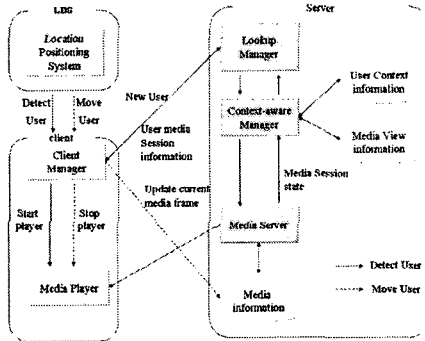 LBS
Location
Positioning
System
Detect
User
Move
User
client
Client
Manager
Start
player
Stop
player
Media Player
New User
User media
Session
information
Update current
media frame
Server
Lookup
Manager
Context-aware
Manager
User Context
information
Media View
information
Media Session
state
Media Server
Media
information
Detect User
Move User